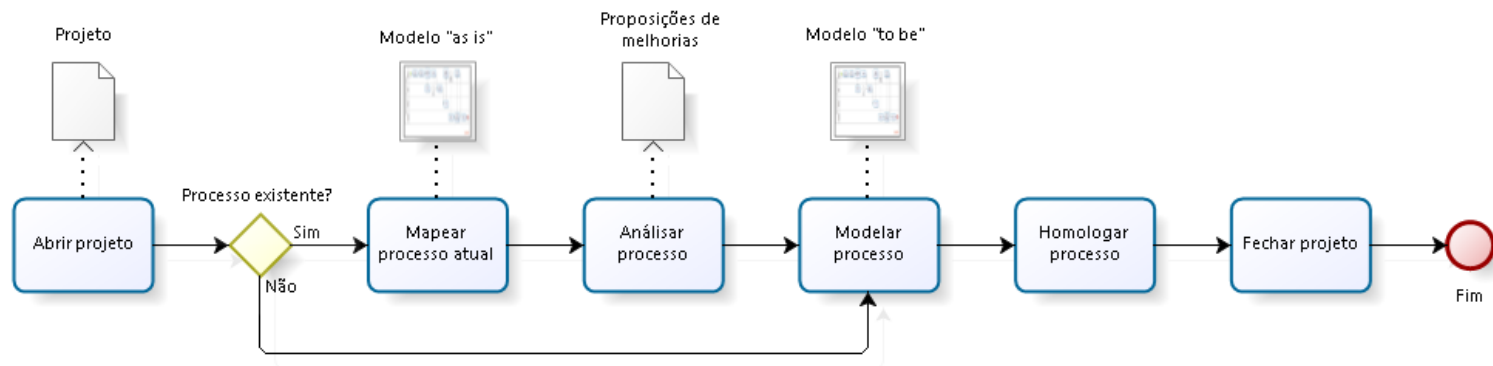 Projeto
Modelo "as is"
Proposições de
melhorias
Modelo "to be"
Abrir projeto
Processo existente?
Sim
Não
Mapear
processo atual
Análisar
processo
Modelar
processo
Homologar
processo
Fechar projeto
Fim